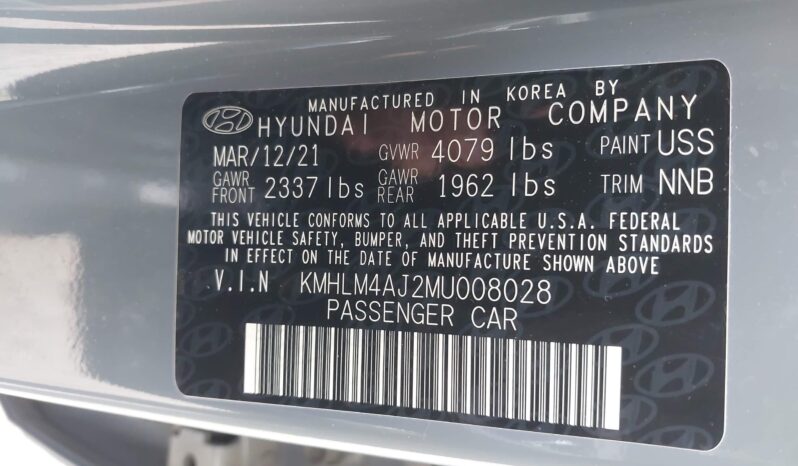 MANUFACTURED IN KOREA BY
HYUNDAI MOTOR COMPANY
MAR/12/21 GVWR 4079 lbs PAINT USS
GAWR FRONT 2337 lbs GAWR REAR 1962 lbs TRIM NNB
THIS VEHICLE CONFORMS TO ALL APPLICABLE U.S.A. FEDERAL
MOTOR VEHICLE SAFETY, BUMPER, AND THEFT PREVENTION STANDARDS
IN EFFECT ON THE DATE OF MANUFACTURE SHOWN ABOVE
V.I.N KMHLM4AJ2MU008028
PASSENGER CAR